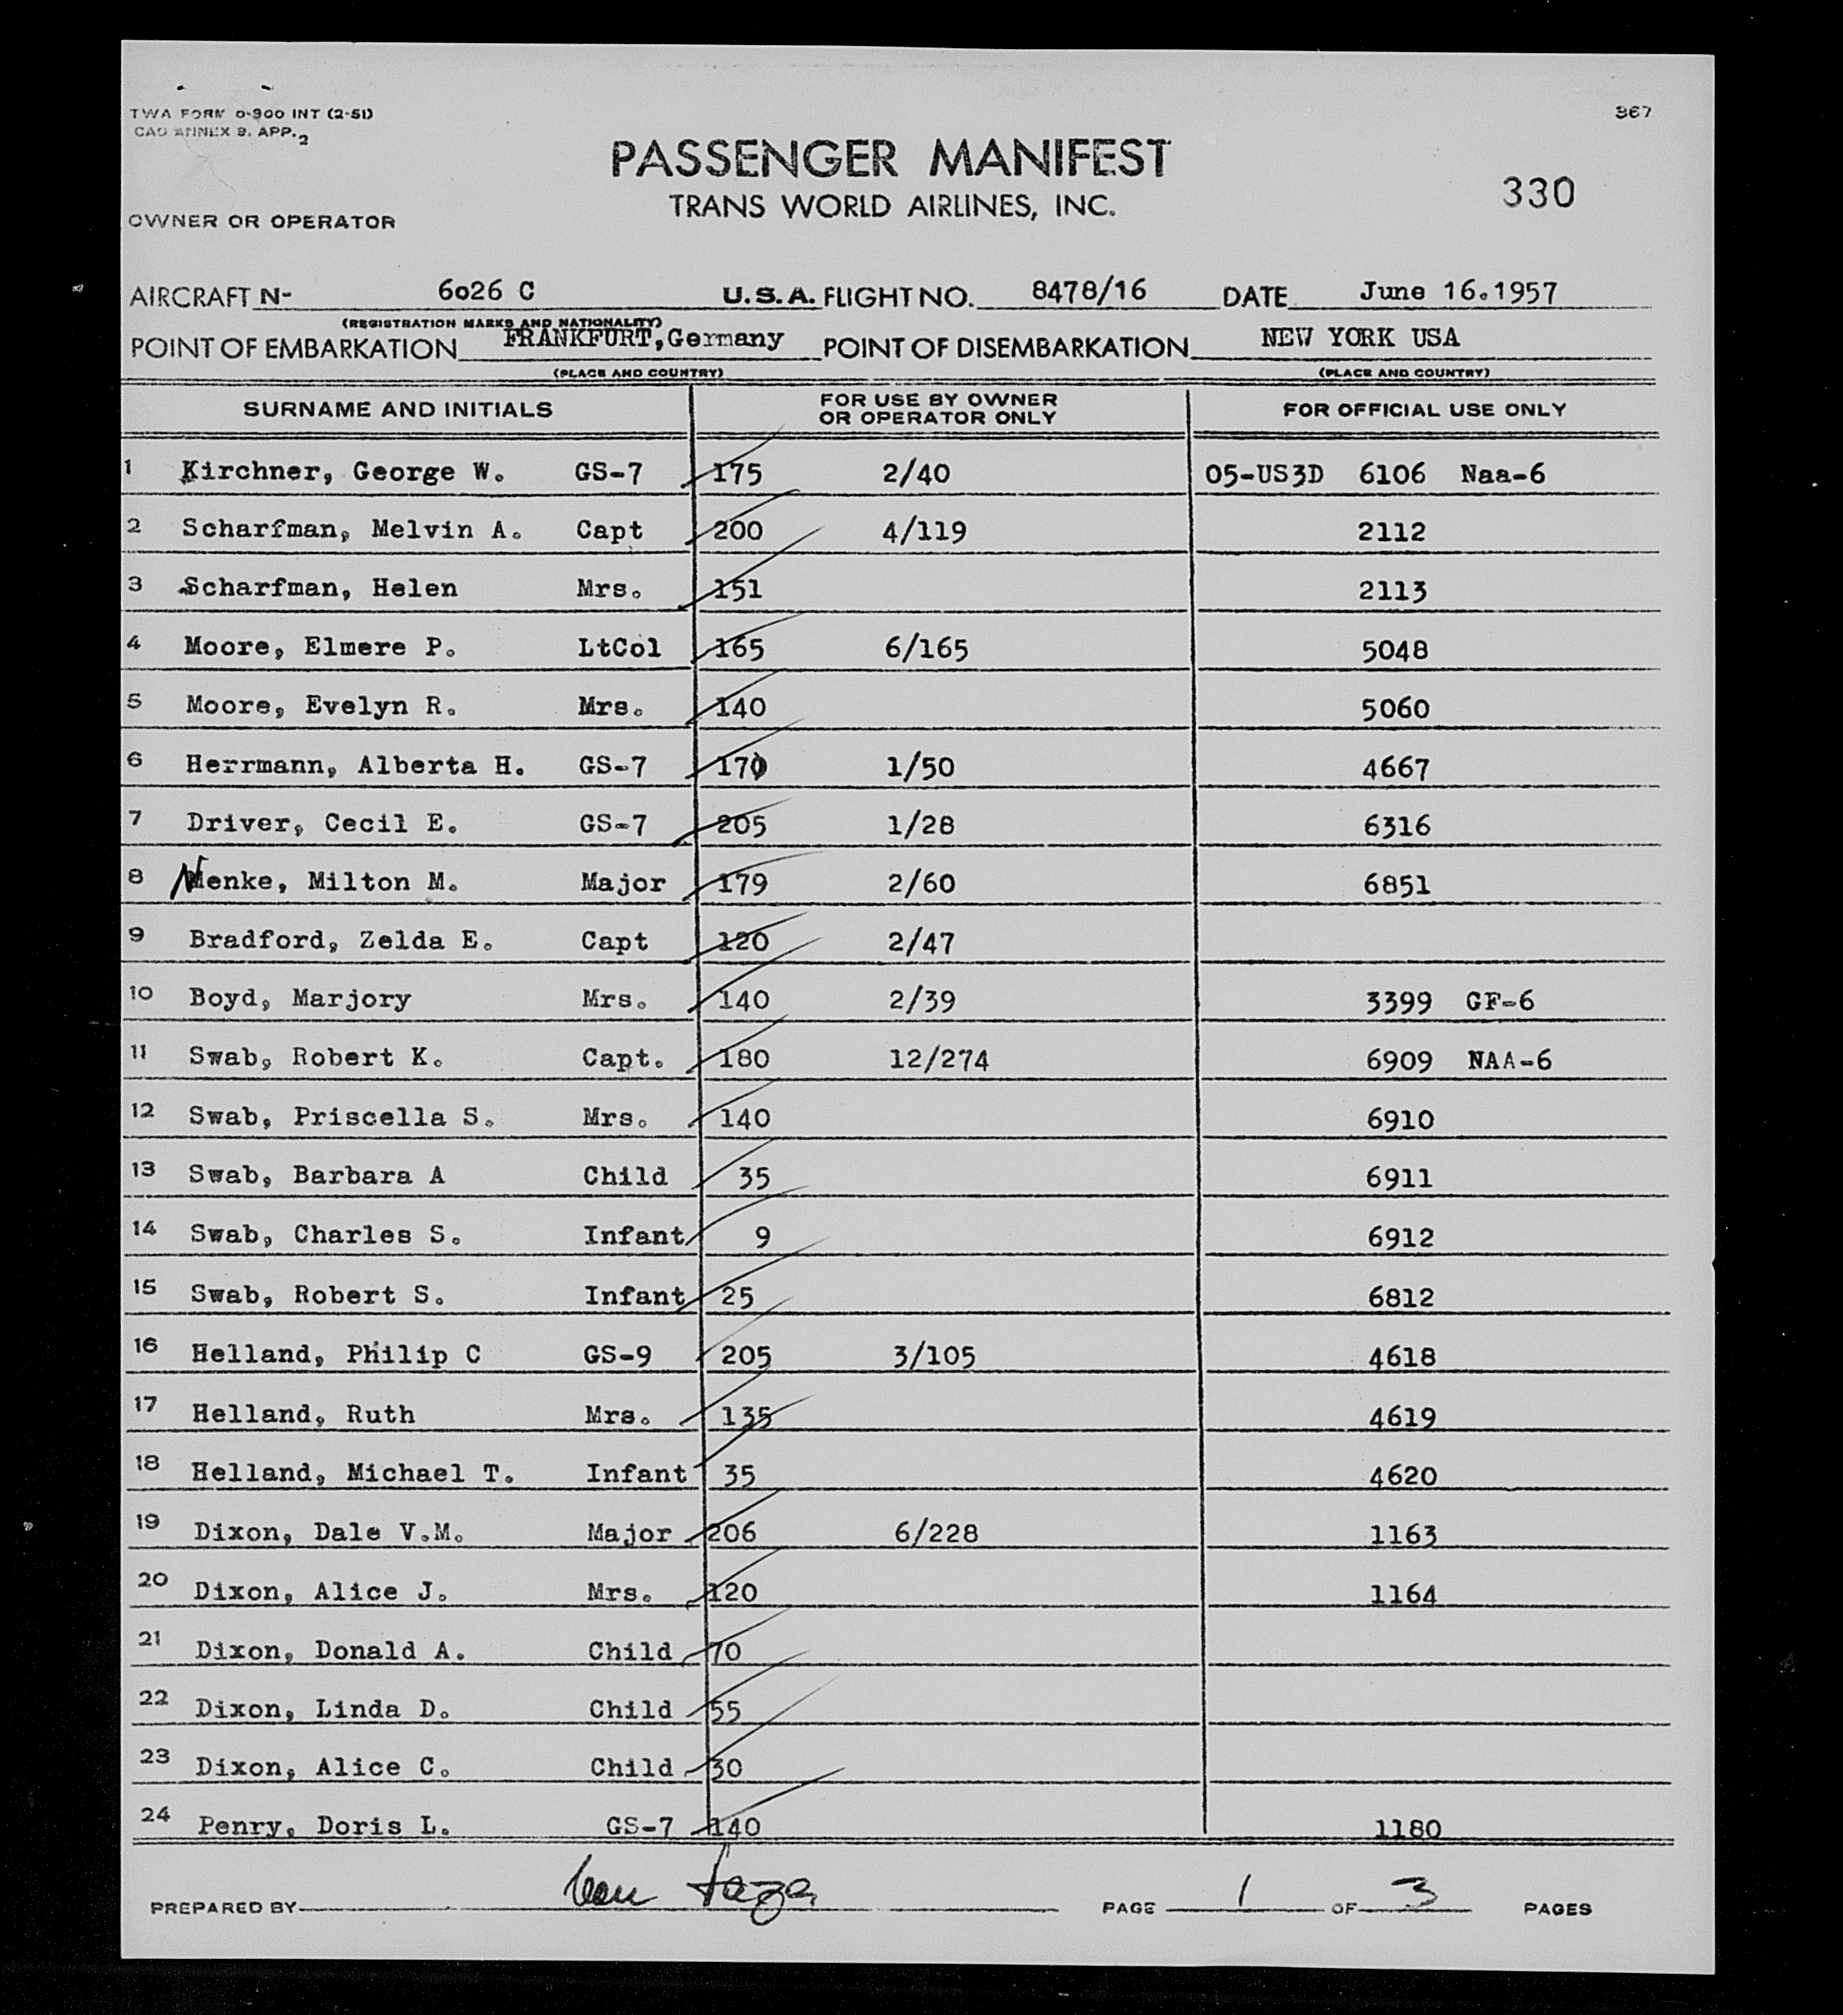 TWA FORM 0-900 INT (2-51)
CAO ANNEX 9. APP. 2
367
PASSENGER MANIFEST
TRANS WORLD AIRLINES, INC.
330
OWNER OR OPERATOR
AIRCRAFT N- 6026 C U.S.A. FLIGHT NO. 8478/16 DATE June 16.1957
(REGISTRATION MARKS AND NATIONALITY)
POINT OF EMBARKATION FRANKFURT,Germany POINT OF DISEMBARKATION NEW YORK USA
(PLACE AND COUNTRY) (PLACE AND COUNTRY)
SURNAME AND INITIALS FOR USE BY OWNER OR OPERATOR ONLY FOR OFFICIAL USE ONLY
1 Kirchner, George W. GS-7 175 2/40 05-US3D 6106 Naa-6
2 Scharfman, Melvin A. Capt 200 4/119 2112
3 Scharfman, Helen Mrs. 151 2113
4 Moore, Elmere P. LtCol 165 6/165 5048
5 Moore, Evelyn R. Mrs. 140 5060
6 Herrmann, Alberta H. GS-7 170 1/50 4667
7 Driver, Cecil E. GS-7 205 1/28 6316
8 Menke, Milton M. Major 179 2/60 6851
9 Bradford, Zelda E. Capt 120 2/47
10 Boyd, Marjory Mrs. 140 2/39 3399 GF-6
11 Swab, Robert K. Capt. 180 12/274 6909 NAA-6
12 Swab, Priscella S. Mrs. 140 6910
13 Swab, Barbara A Child 35 6911
14 Swab, Charles S. Infant 9 6912
15 Swab, Robert S. Infant 25 6812
16 Helland, Philip C GS-9 205 3/105 4618
17 Helland, Ruth Mrs. 135 4619
18 Helland, Michael T. Infant 35 4620
19 Dixon, Dale V.M. Major 206 6/228 1163
20 Dixon, Alice J. Mrs. 120 1164
21 Dixon, Donald A. Child 70
22 Dixon, Linda D. Child 55
23 Dixon, Alice C. Child 30
24 Penry, Doris L. GS-7 140 1180
PREPARED BY PAGE 1 OF 3 PAGES